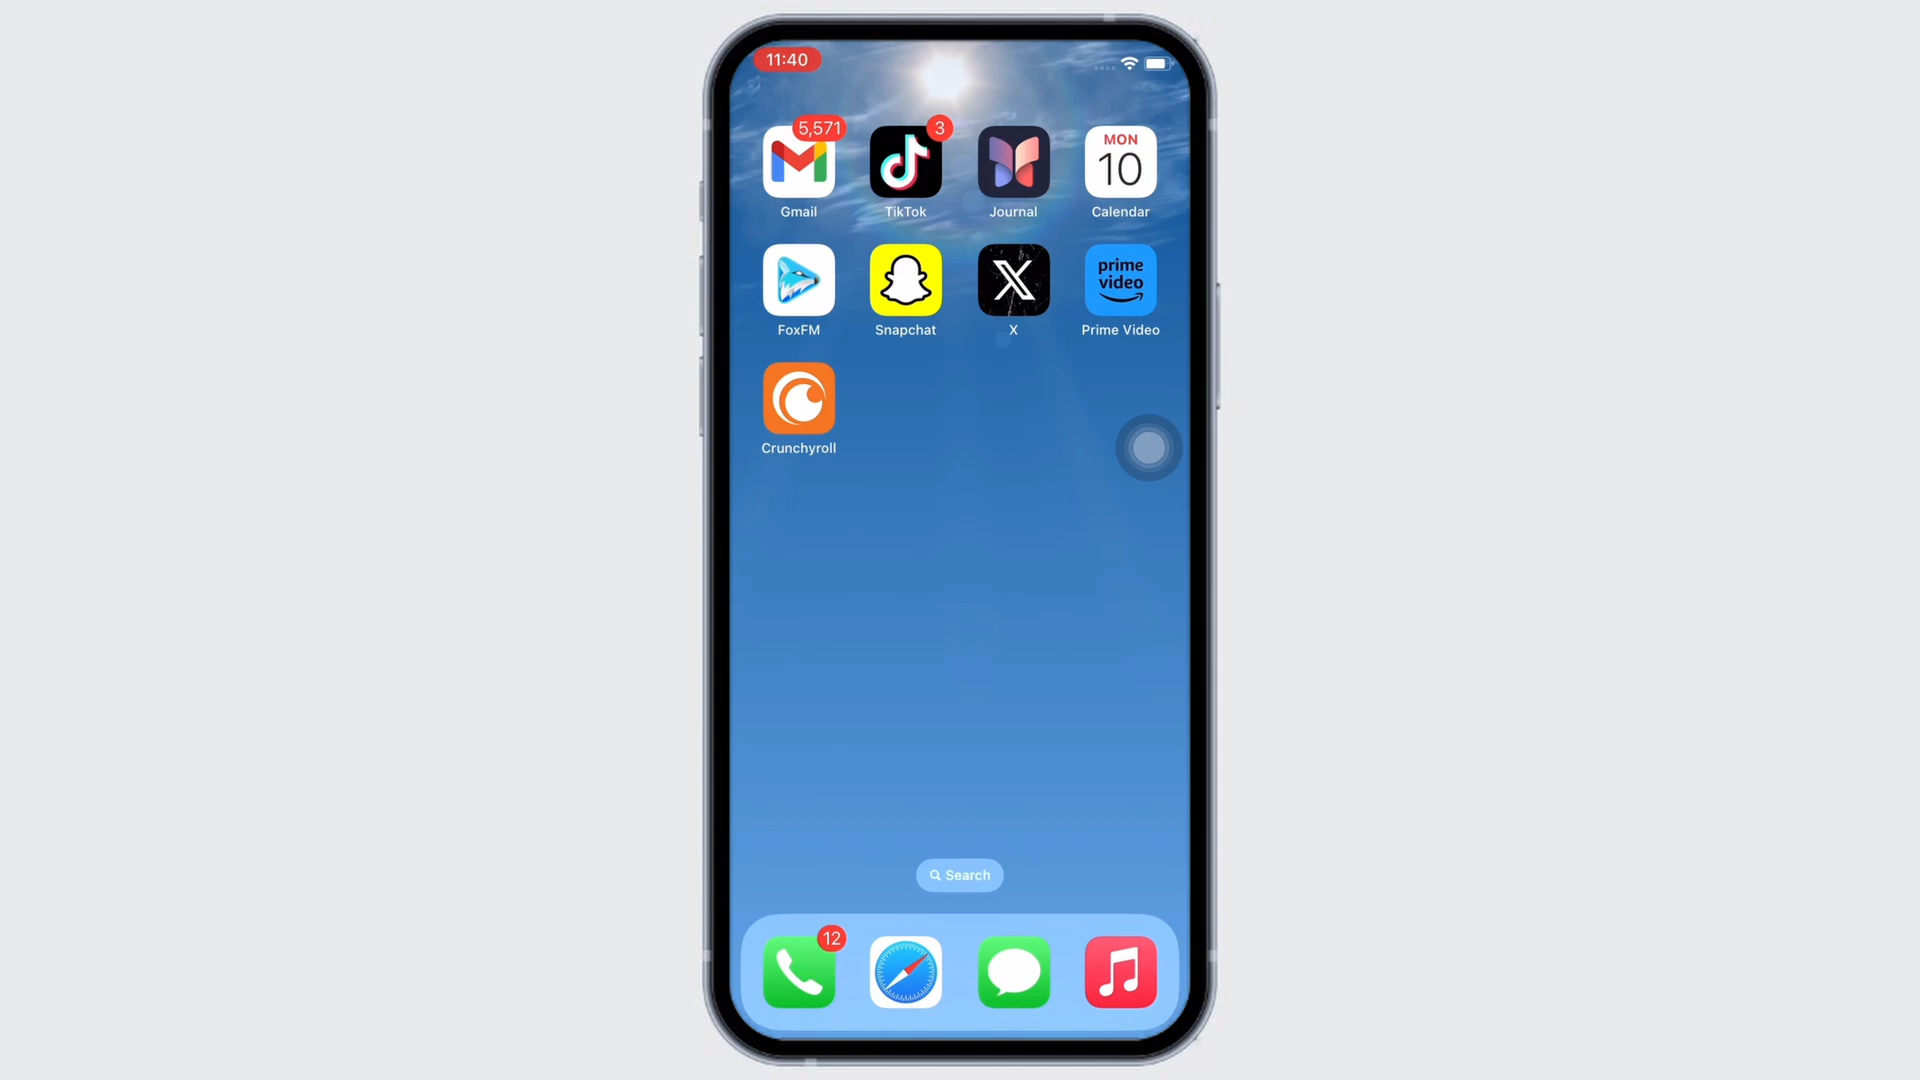 11:40
5,571
3
MON
10
Gmail
TikTok
Journal
Calendar
prime
video
FoxFM
Snapchat
X
Prime Video
Crunchyroll
Search
12